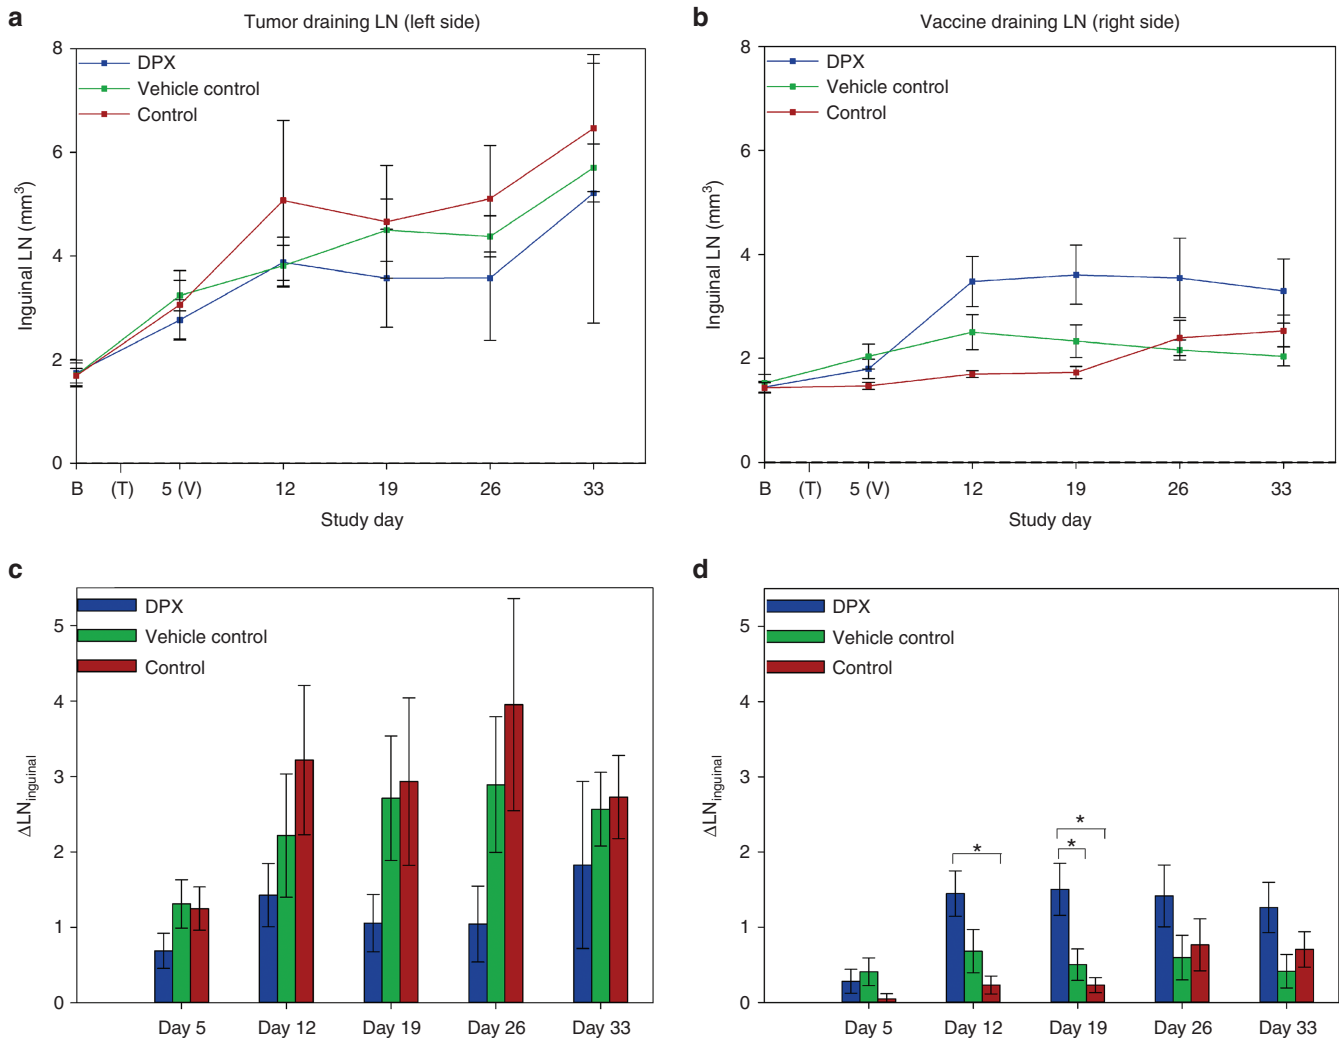 a
Tumor draining LN (left side)
8
6
4
2
0
Inguinal LN (mm³)
DPX
Vehicle control
Control
B (T) 5 (V) 12 19 26 33
Study day
b
Vaccine draining LN (right side)
8
6
4
2
0
Inguinal LN (mm³)
DPX
Vehicle control
Control
B (T) 5 (V) 12 19 26 33
Study day
c
5
4
3
2
1
0
ΔLNinguinal
DPX
Vehicle control
Control
Day 5 Day 12 Day 19 Day 26 Day 33
d
5
4
3
2
1
0
ΔLNinguinal
DPX
Vehicle control
Control
*
*
*
Day 5 Day 12 Day 19 Day 26 Day 33